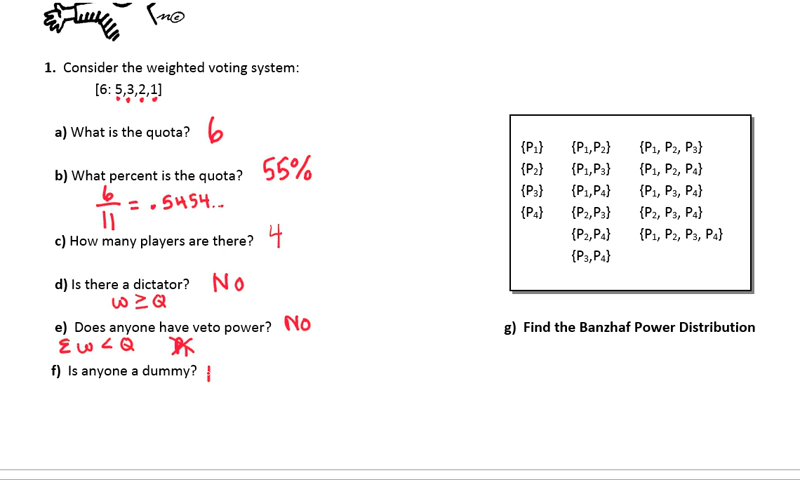 1. Consider the weighted voting system:
[6: 5,3,2,1]
a) What is the quota? 6
b) What percent is the quota? 55%
6/11 = .5454..
c) How many players are there? 4
d) Is there a dictator? NO
W ≥ Q
e) Does anyone have veto power? NO
Σ W < Q
f) Is anyone a dummy?
{P₁} {P₁,P₂} {P₁, P₂, P₃}
{P₂} {P₁,P₃} {P₁, P₂, P₄}
{P₃} {P₁,P₄} {P₁, P₃, P₄}
{P₄} {P₂,P₃} {P₂, P₃, P₄}
{P₂,P₄} {P₁, P₂, P₃, P₄}
{P₃,P₄}
g) Find the Banzhaf Power Distribution